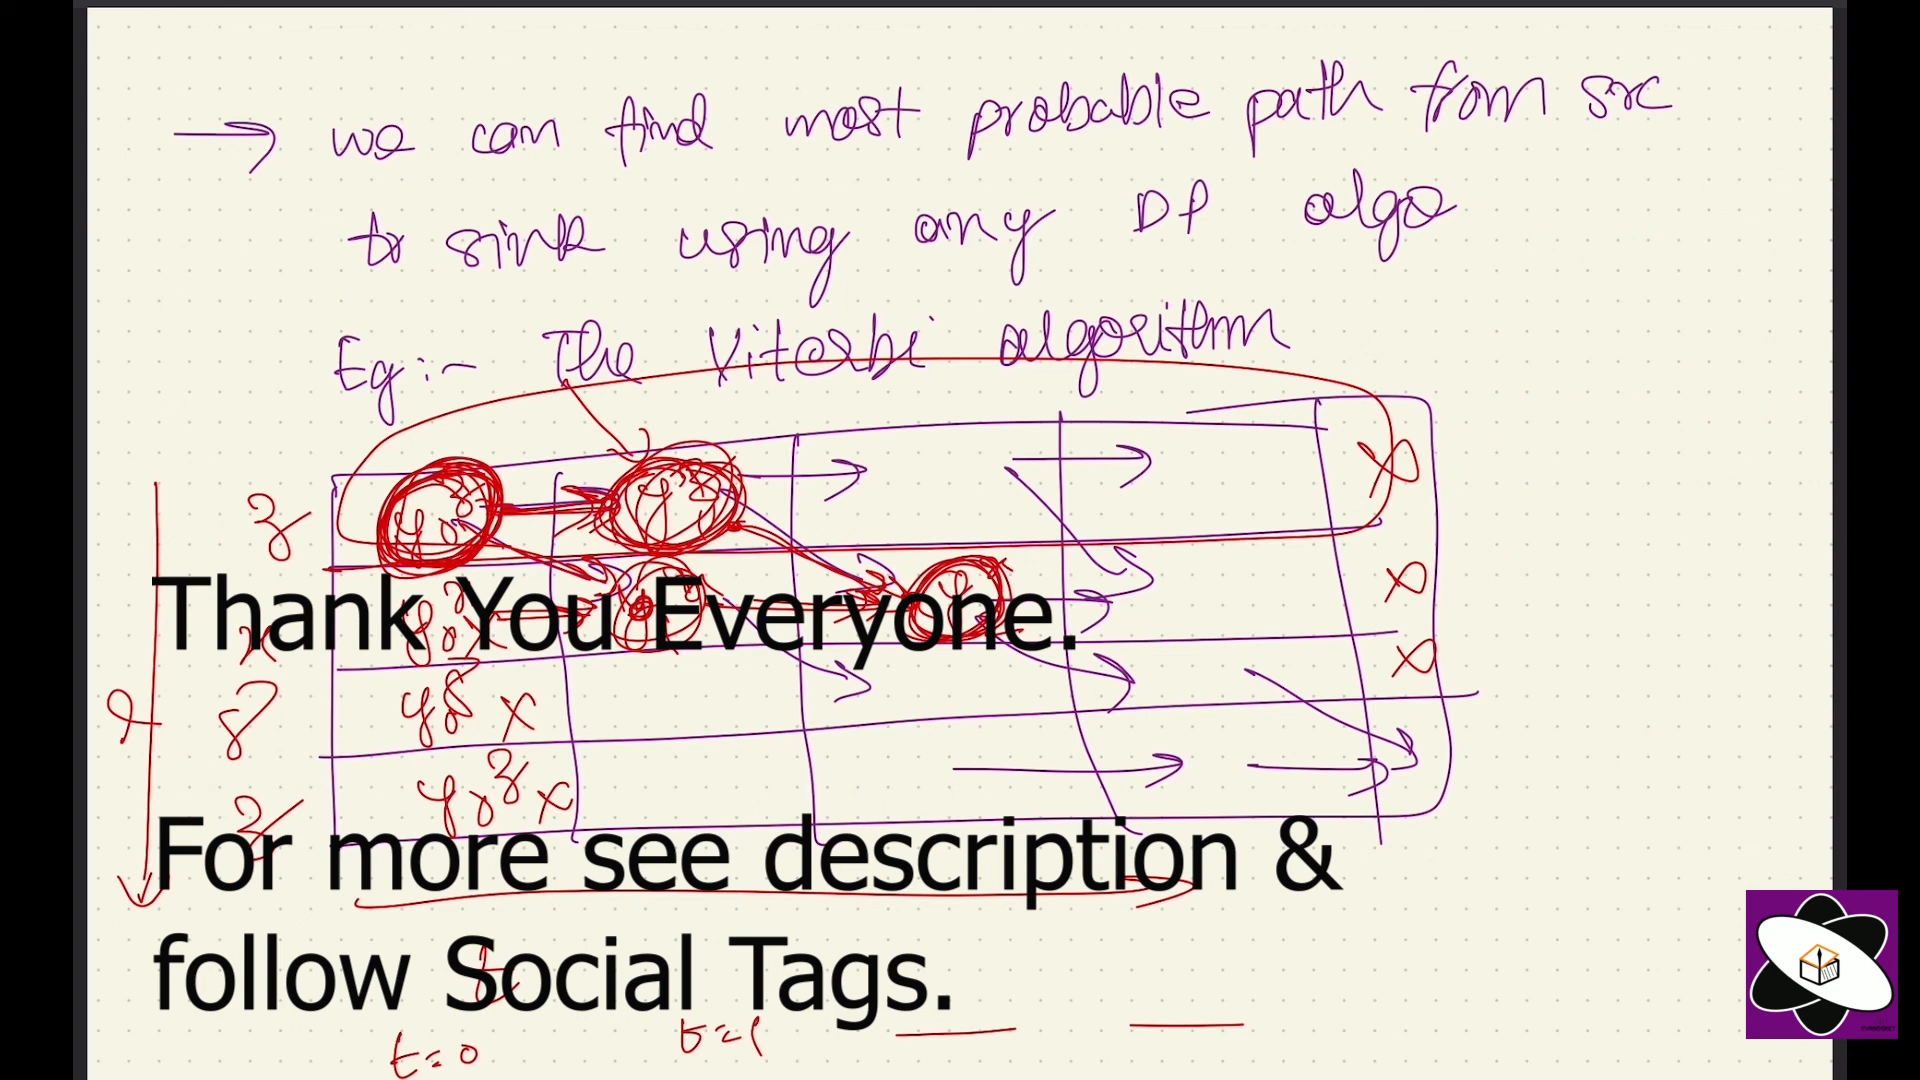 → we can find most probable path from src
to sink using any DP algo
Eg:- The Viterbi algorithm
Thank You Everyone.
For more see description &
follow Social Tags.
t=0
t=1